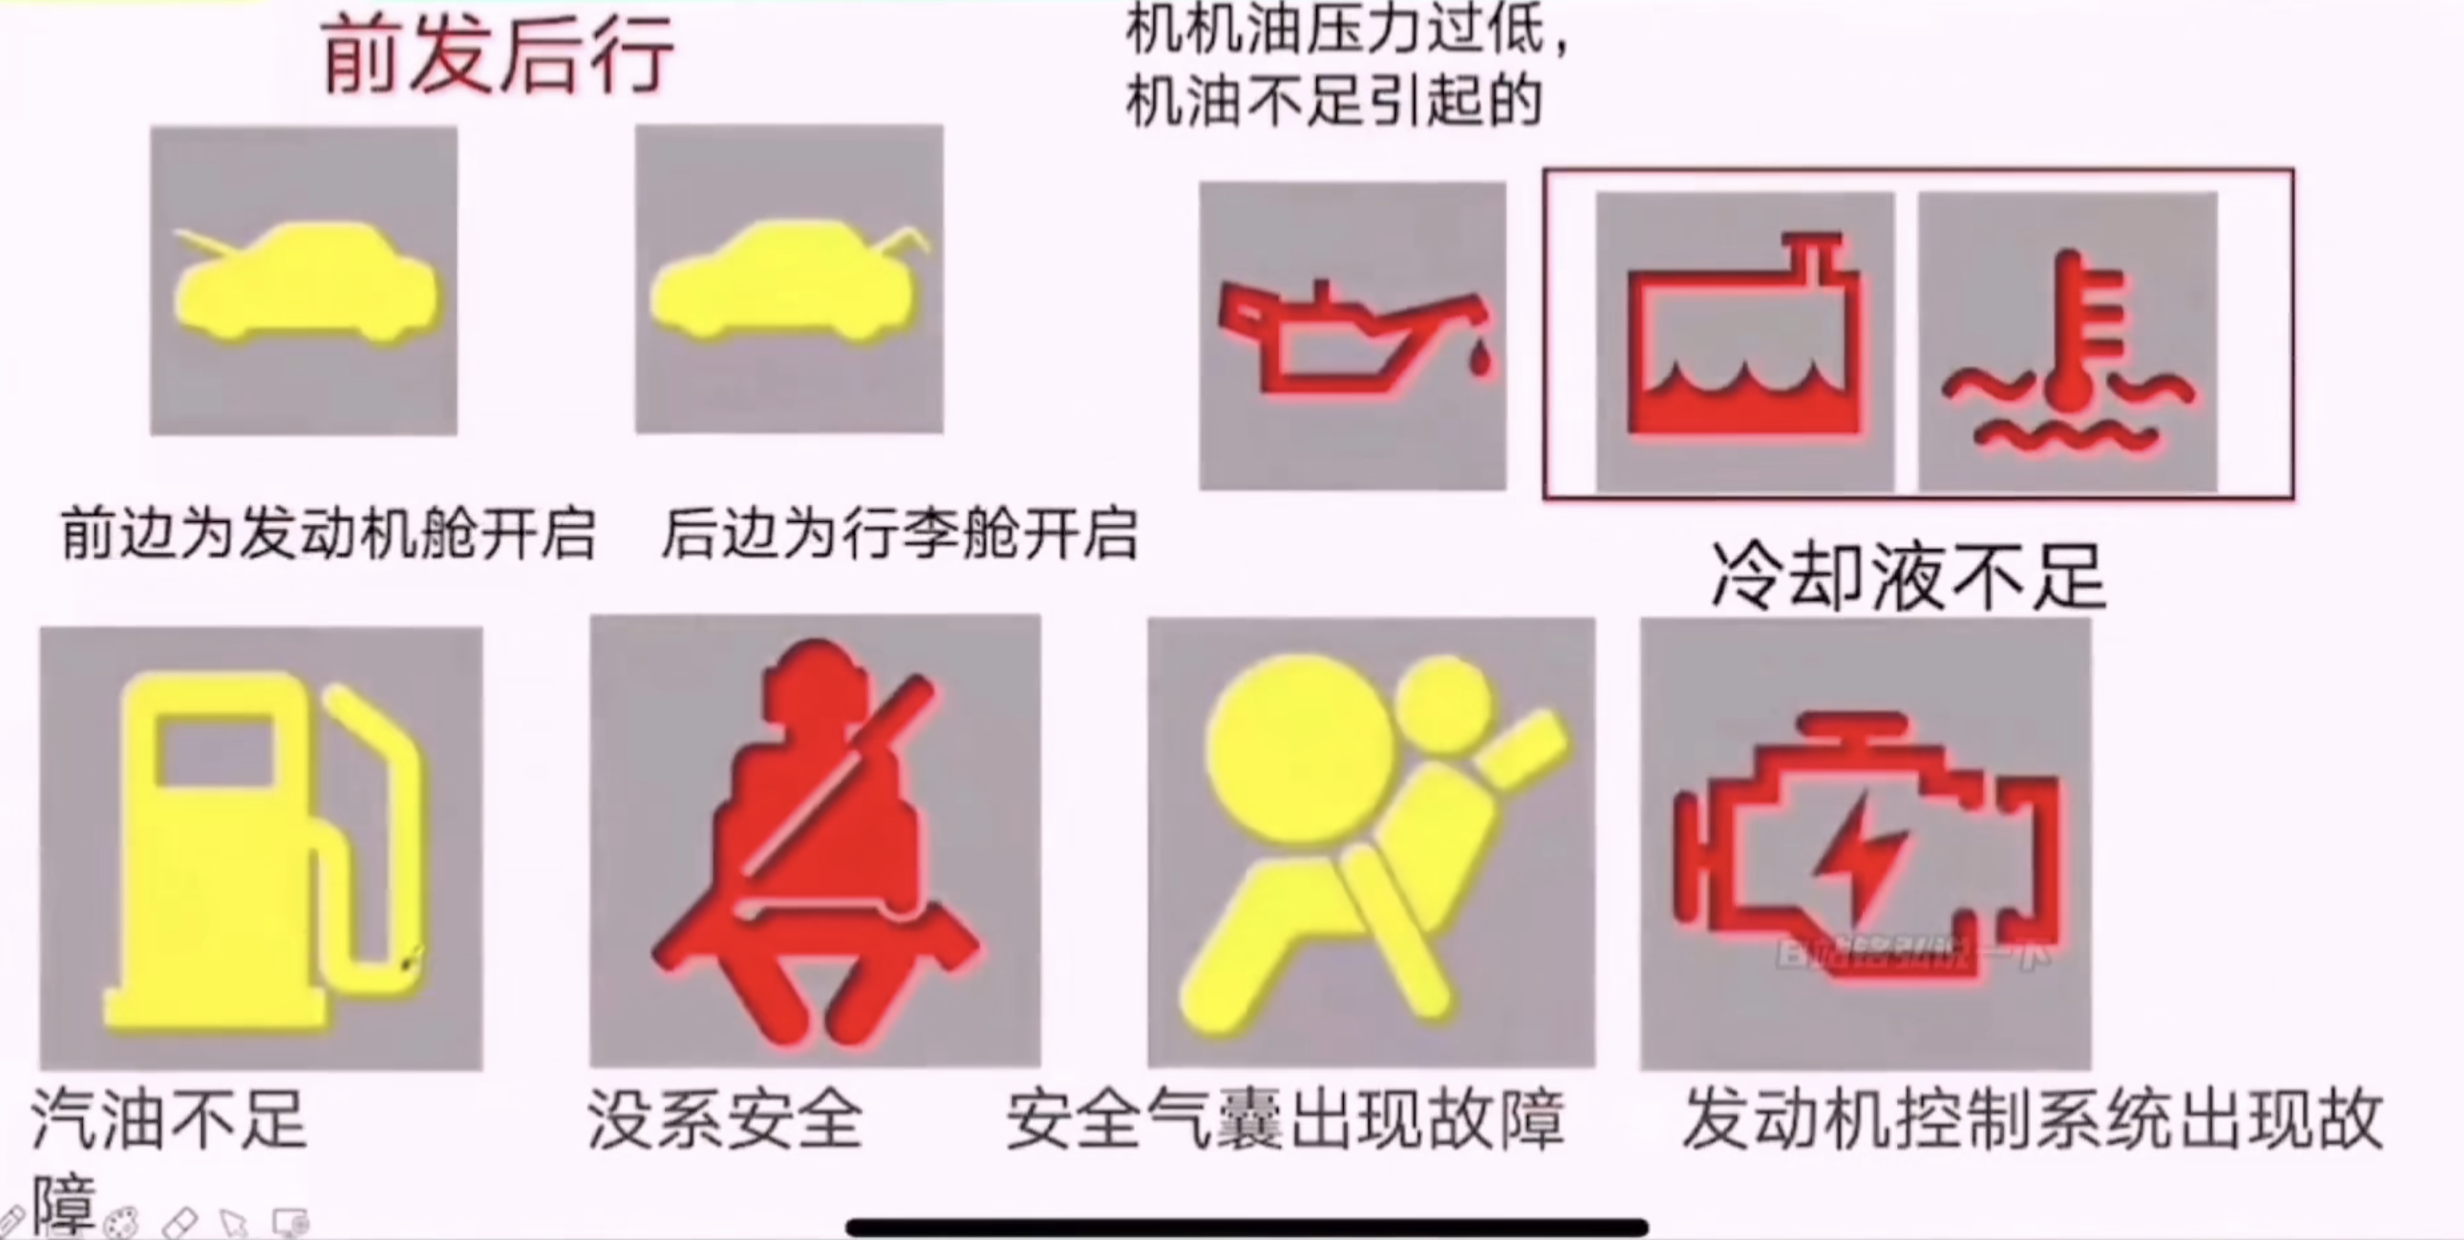 前发后行
机机油压力过低，
机油不足引起的
前边为发动机舱开启
后边为行李舱开启
冷却液不足
汽油不足
没系安全
安全气囊出现故障
发动机控制系统出现故
障